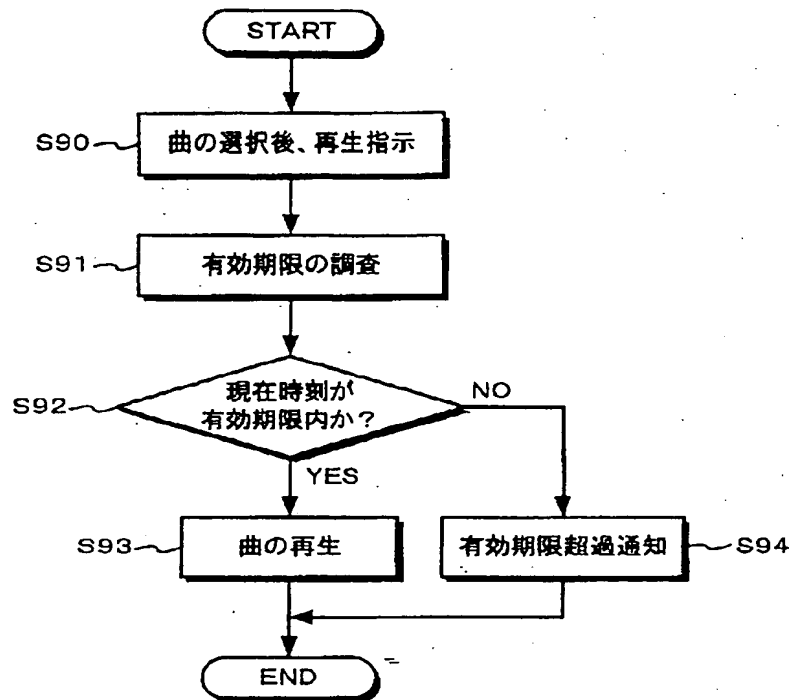 START
S90
曲の選択後、再生指示
S91
有効期限の調査
S92
現在時刻が
有効期限内か?
NO
YES
S93
曲の再生
有効期限超過通知
S94
END